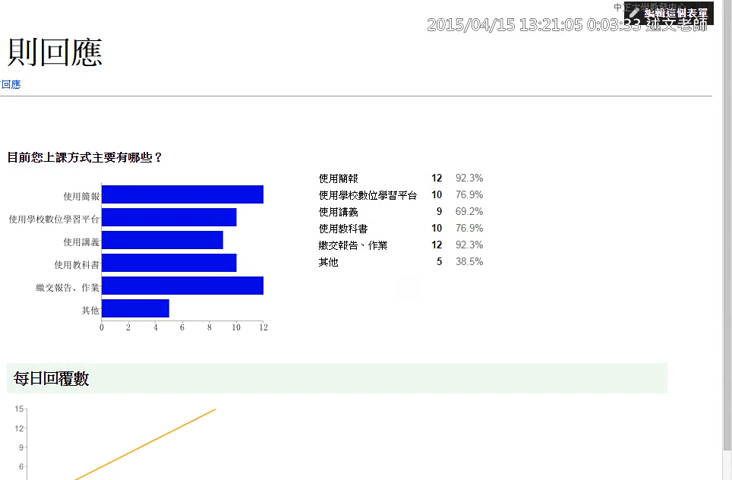 編輯這個表單
2015/04/15 13:21:05 0:03:33
則回應
回應
目前您上課方式主要有哪些？
使用簡報
使用學校數位學習平台
使用講義
使用教科書
繳交報告、作業
其他
0 2 4 6 8 10 12
使用簡報 12 92.3%
使用學校數位學習平台 10 76.9%
使用講義 9 69.2%
使用教科書 10 76.9%
繳交報告、作業 12 92.3%
其他 5 38.5%
每日回覆數
15
12
9
6